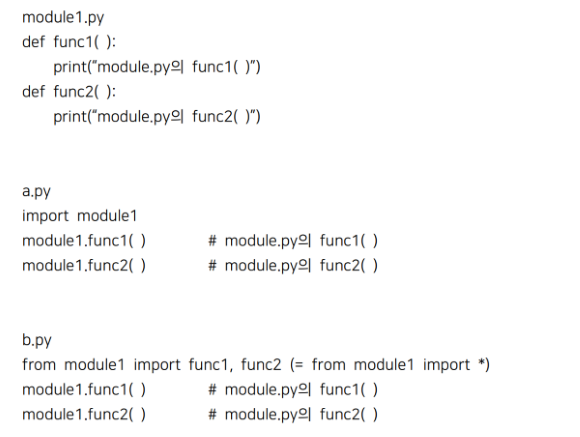 module1.py
def func1( ):
print("module.py의 func1( )")
def func2( ):
print("module.py의 func2( )")
a.py
import module1
module1.func1( ) # module.py의 func1( )
module1.func2( ) # module.py의 func2( )
b.py
from module1 import func1, func2 (= from module1 import *)
module1.func1( ) # module.py의 func1( )
module1.func2( ) # module.py의 func2( )